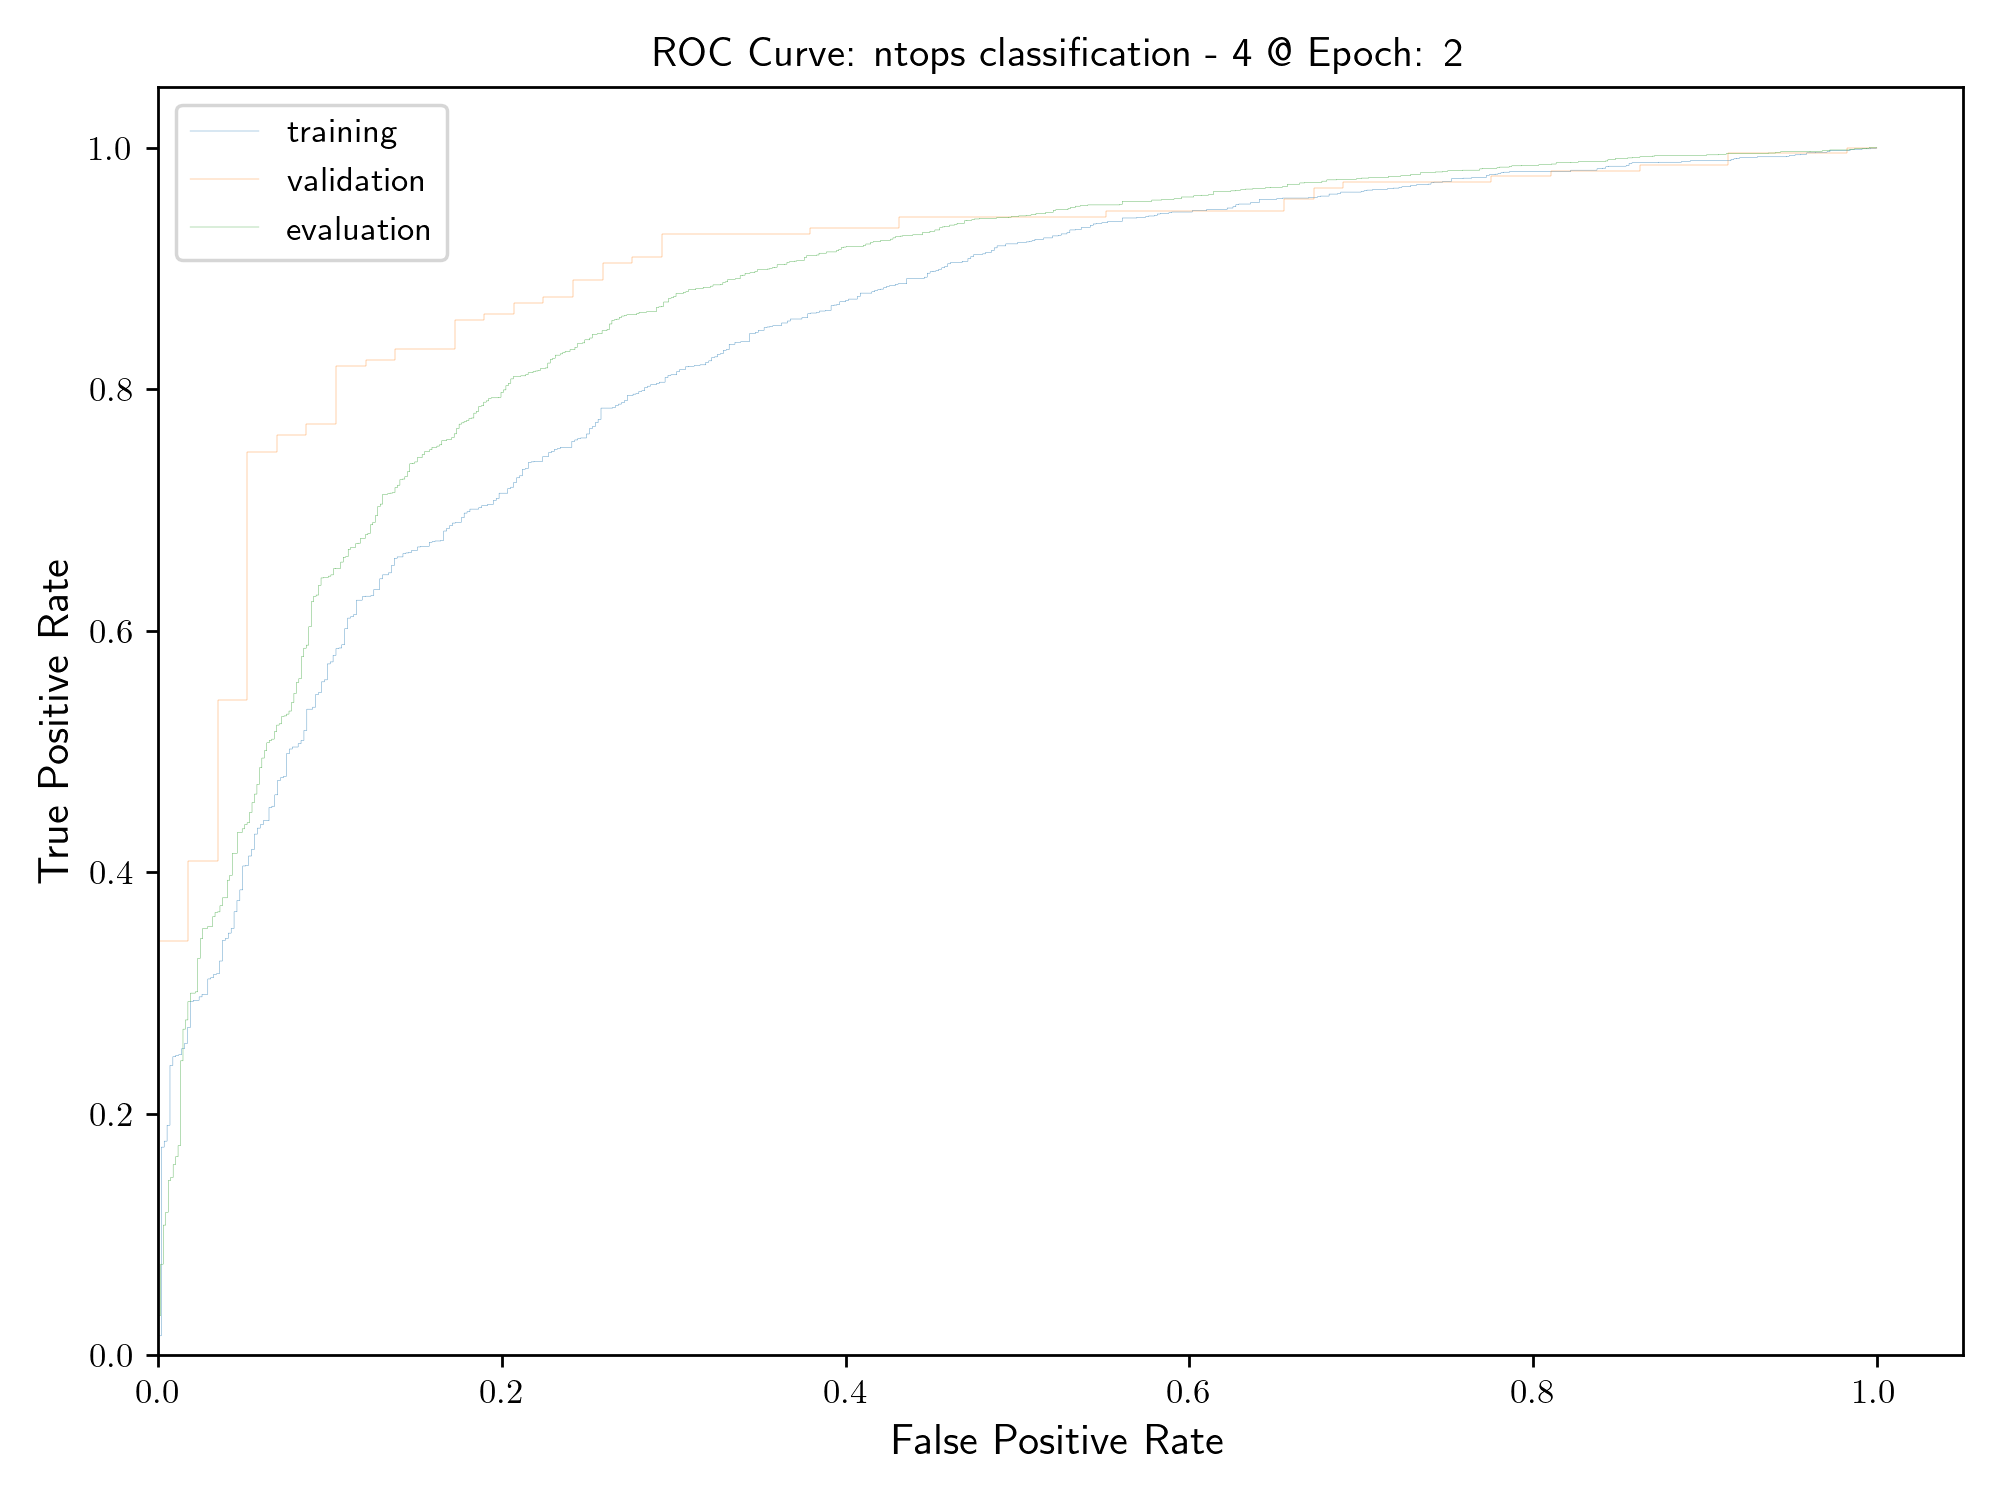 ROC Curve: ntops classification - 4 @ Epoch: 2
training
validation
evaluation
True Positive Rate
1.0
0.8
0.6
0.4
0.2
0.0
0.0 0.2 0.4 0.6 0.8 1.0
False Positive Rate